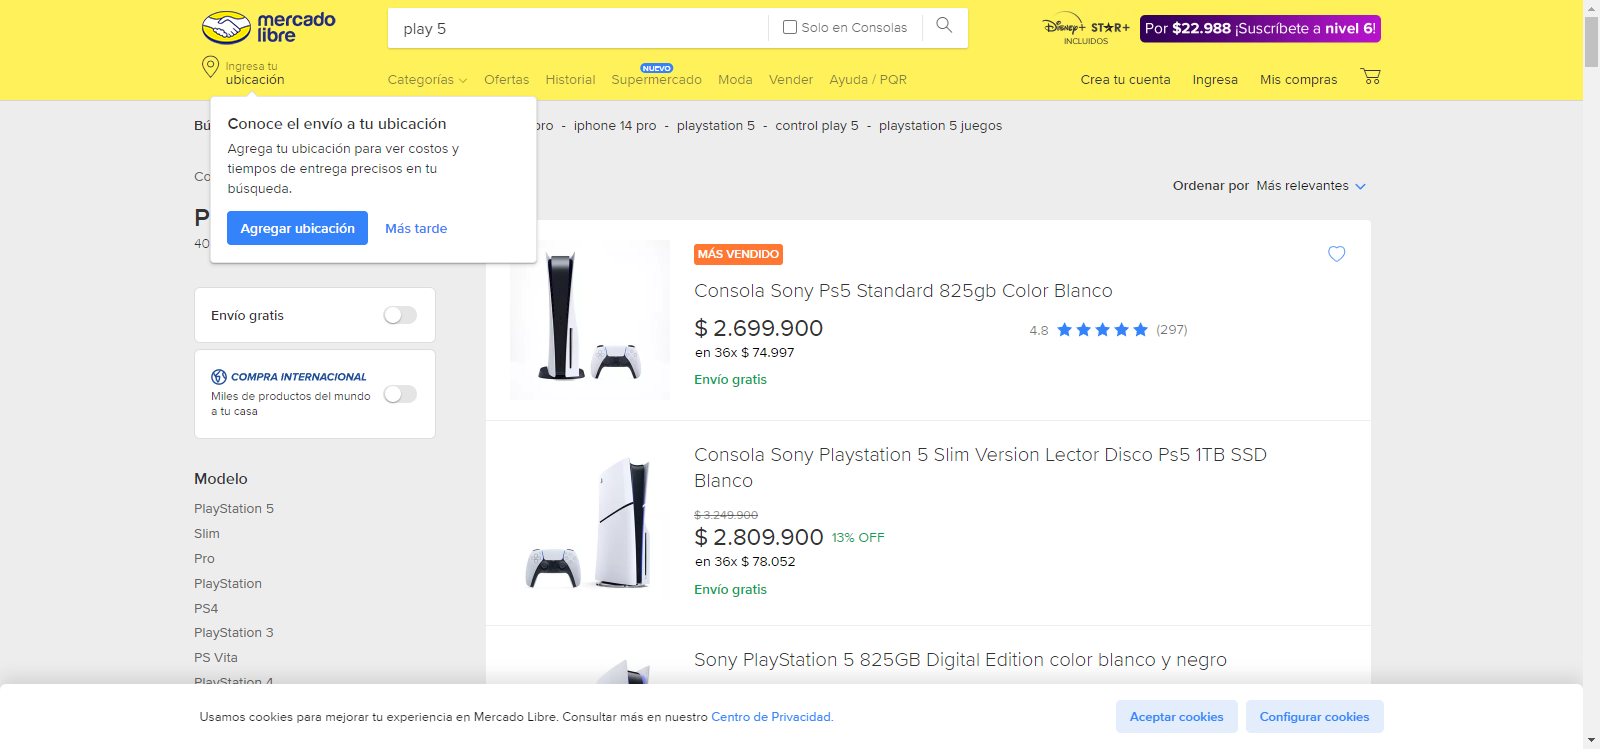 mercado
libre
play 5
Solo en Consolas
Disney+ STAR+
INCLUIDOS
Por $22.988 ¡Suscríbete a nivel 6!
Ingresa tu
ubicación
Categorías
Ofertas
Historial
NUEVO
Supermercado
Moda
Vender
Ayuda / PQR
Crea tu cuenta
Ingresa
Mis compras
pro - iphone 14 pro - playstation 5 - control play 5 - playstation 5 juegos
Conoce el envío a tu ubicación
Agrega tu ubicación para ver costos y
tiempos de entrega precisos en tu
búsqueda.
Agregar ubicación
Más tarde
Ordenar por Más relevantes
Envío gratis
COMPRA INTERNACIONAL
Miles de productos del mundo
a tu casa
Modelo
PlayStation 5
Slim
Pro
PlayStation
PS4
PlayStation 3
PS Vita
PlayStation 4
MÁS VENDIDO
Consola Sony Ps5 Standard 825gb Color Blanco
$ 2.699.900
4.8 (297)
en 36x $ 74.997
Envío gratis
Consola Sony Playstation 5 Slim Version Lector Disco Ps5 1TB SSD
Blanco
$ 3.249.900
$ 2.809.900 13% OFF
en 36x $ 78.052
Envío gratis
Sony PlayStation 5 825GB Digital Edition color blanco y negro
Usamos cookies para mejorar tu experiencia en Mercado Libre. Consultar más en nuestro Centro de Privacidad.
Aceptar cookies
Configurar cookies